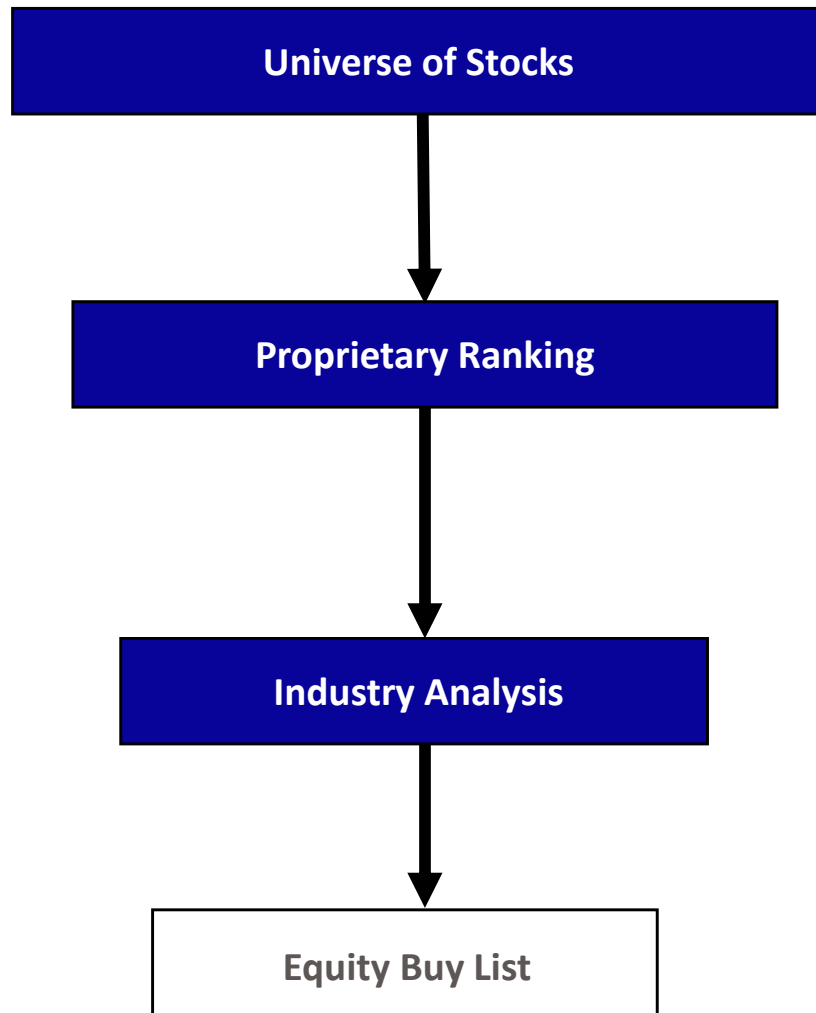 Universe of Stocks
Proprietary Ranking
Industry Analysis
Equity Buy List